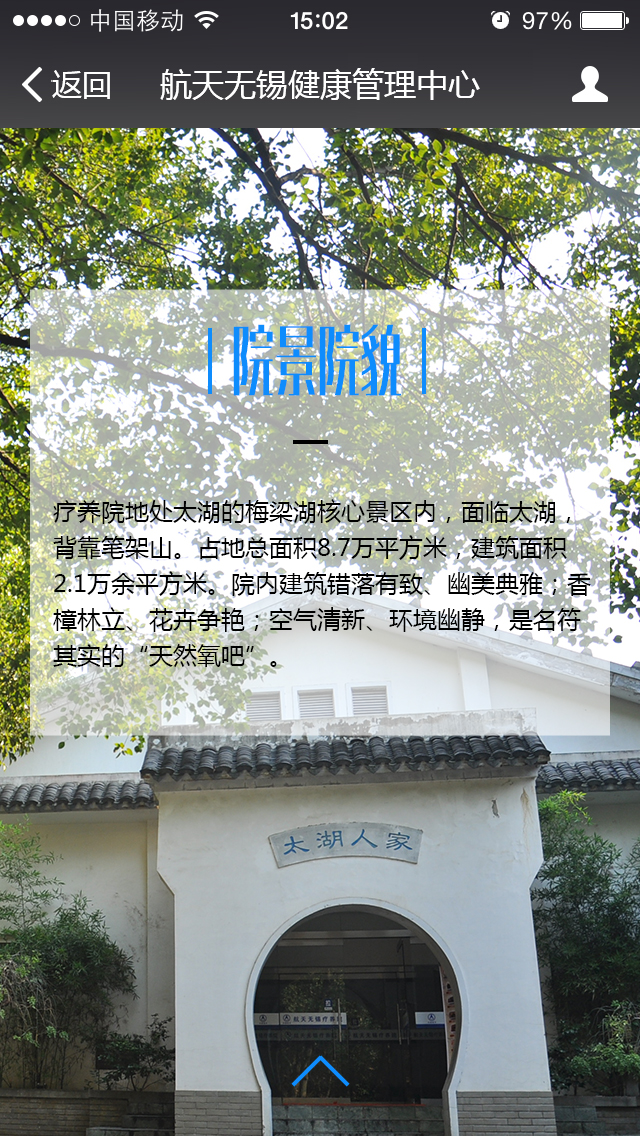 中国移动 15:02 97%
返回 航天无锡健康管理中心
院景院貌
疗养院地处太湖的梅梁湖核心景区内，面临太湖，
背靠笔架山。占地总面积8.7万平方米，建筑面积
2.1万余平方米。院内建筑错落有致、幽美典雅；香
樟林立、花卉争艳；空气清新、环境幽静，是名符
其实的“天然氧吧”。
太湖人家
航天无锡疗养院